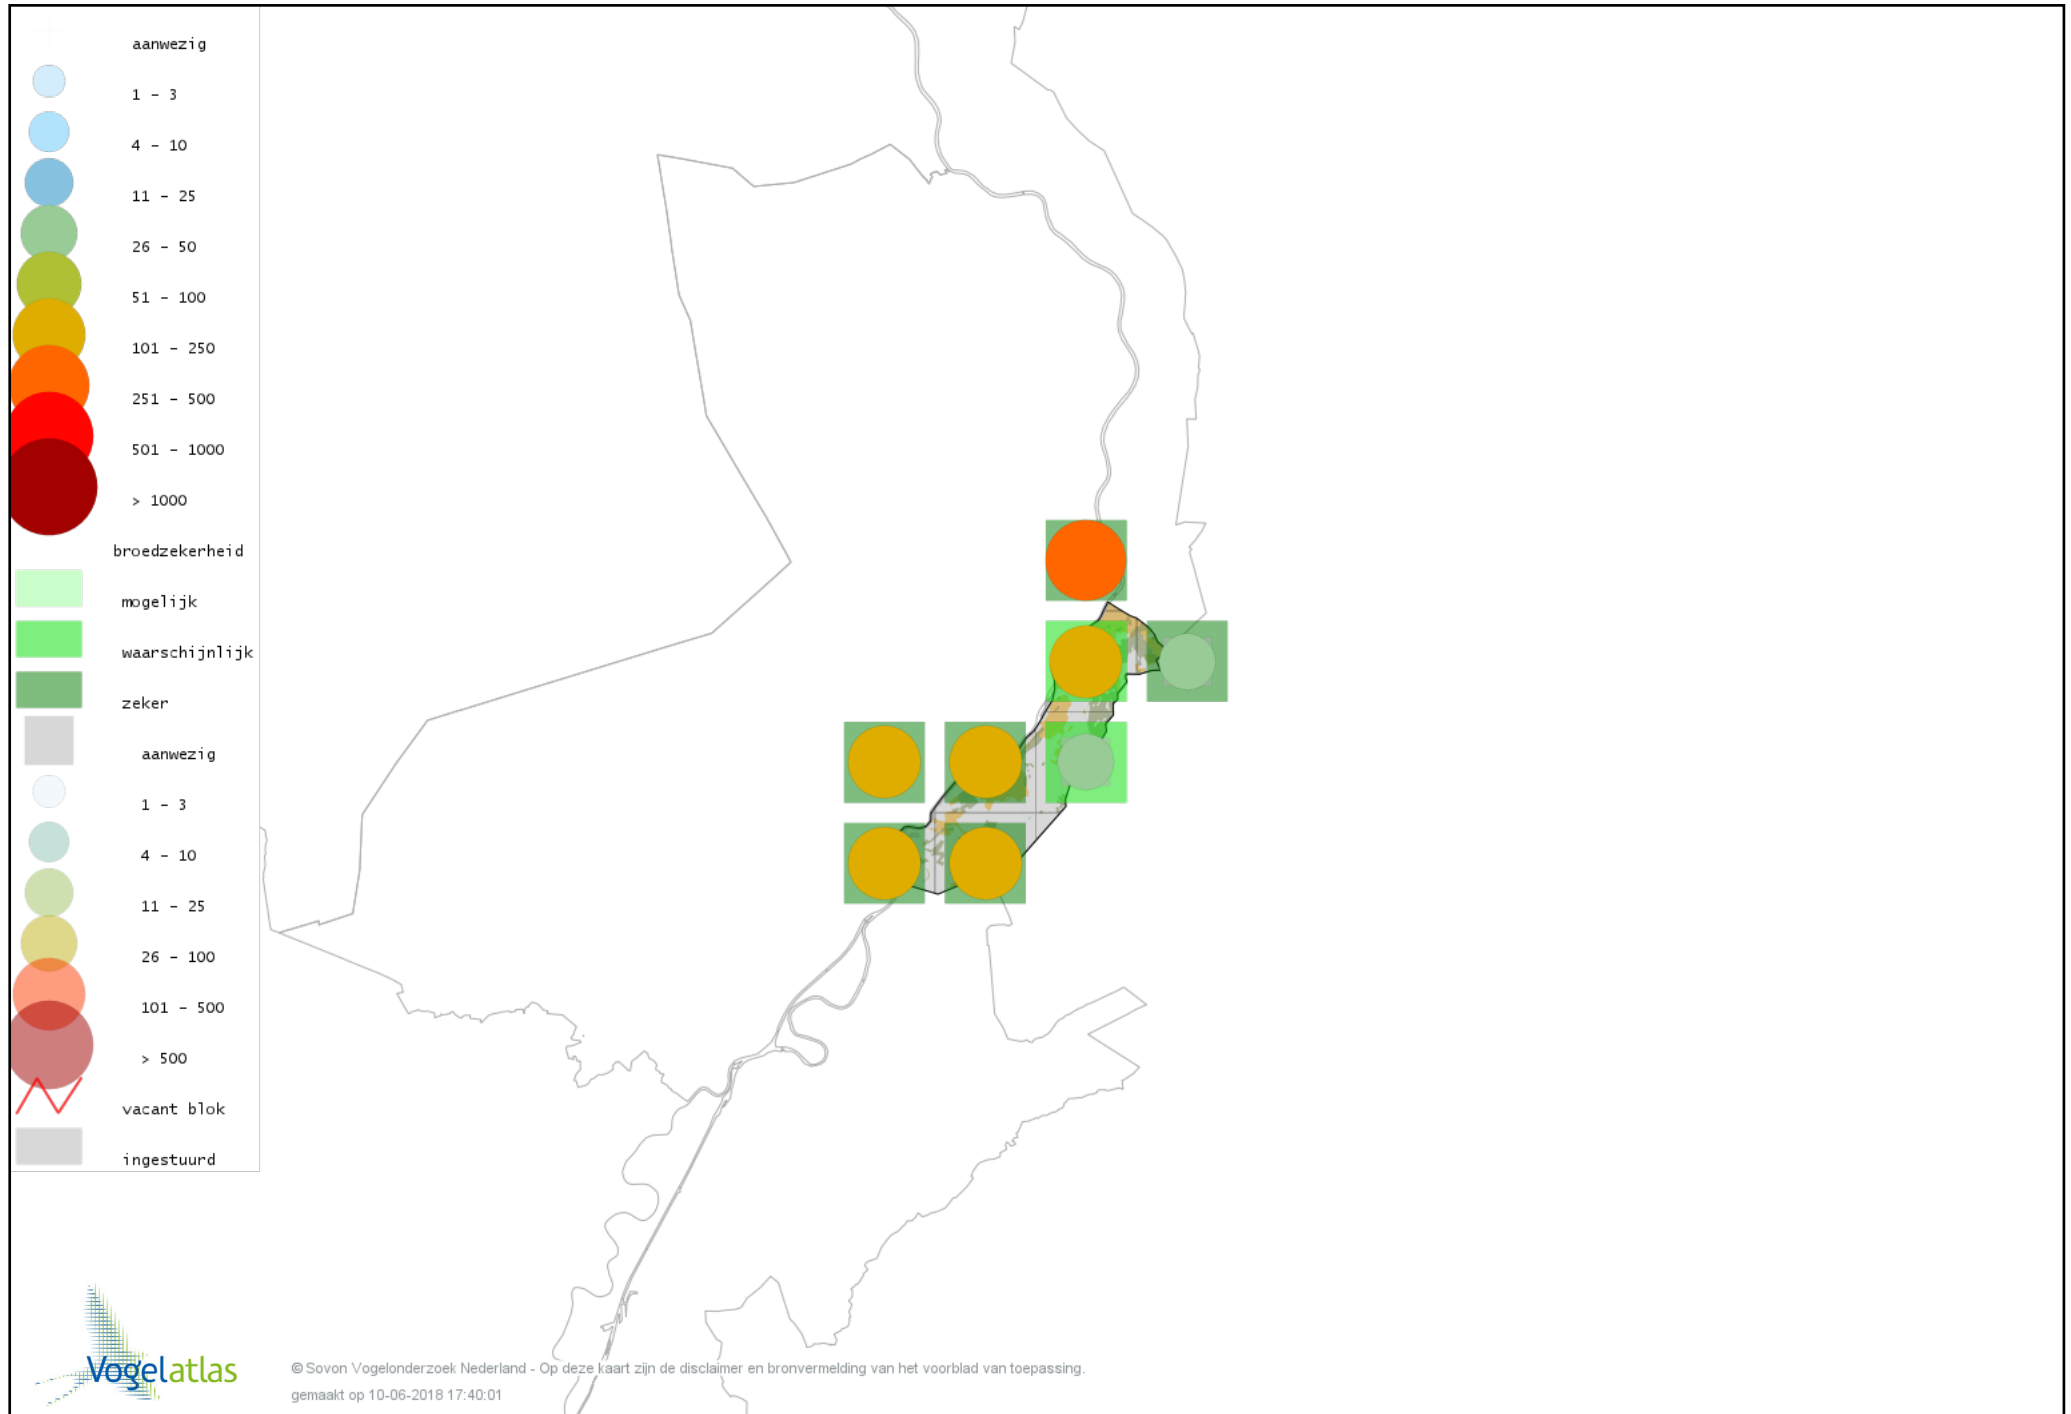 aanwezig
1 - 3
4 - 10
11 - 25
26 - 50
51 - 100
101 - 250
251 - 500
501 - 1000
> 1000
broedzekerheid
mogelijk
waarschijnlijk
zeker
aanwezig
1 - 3
4 - 10
11 - 25
26 - 100
101 - 500
> 500
vacant blok
ingestuurd
Vogelatlas
© Sovon Vogelonderzoek Nederland - Op deze kaart zijn de disclaimer en bronvermelding van het voorblad van toepassing.
gemaakt op 10-06-2018 17:40:01